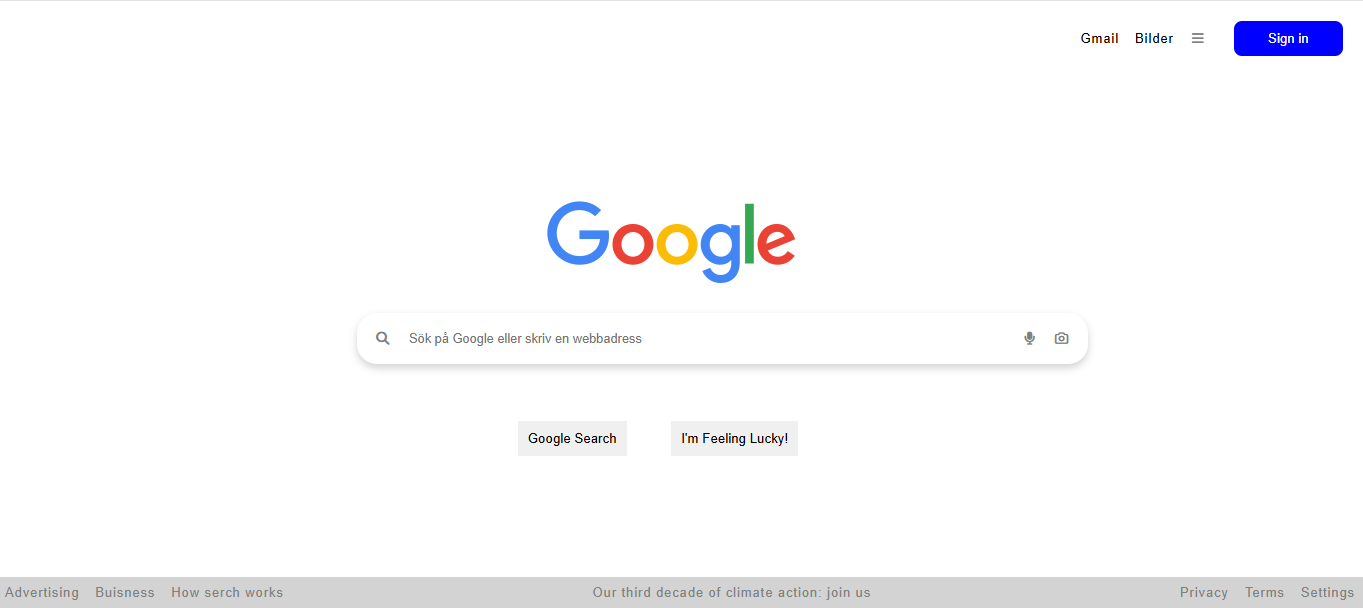 Gmail Bilder Sign in
Google
Sök på Google eller skriv en webbadress
Google Search I'm Feeling Lucky!
Advertising Buisness How serch works Our third decade of climate action: join us Privacy Terms Settings